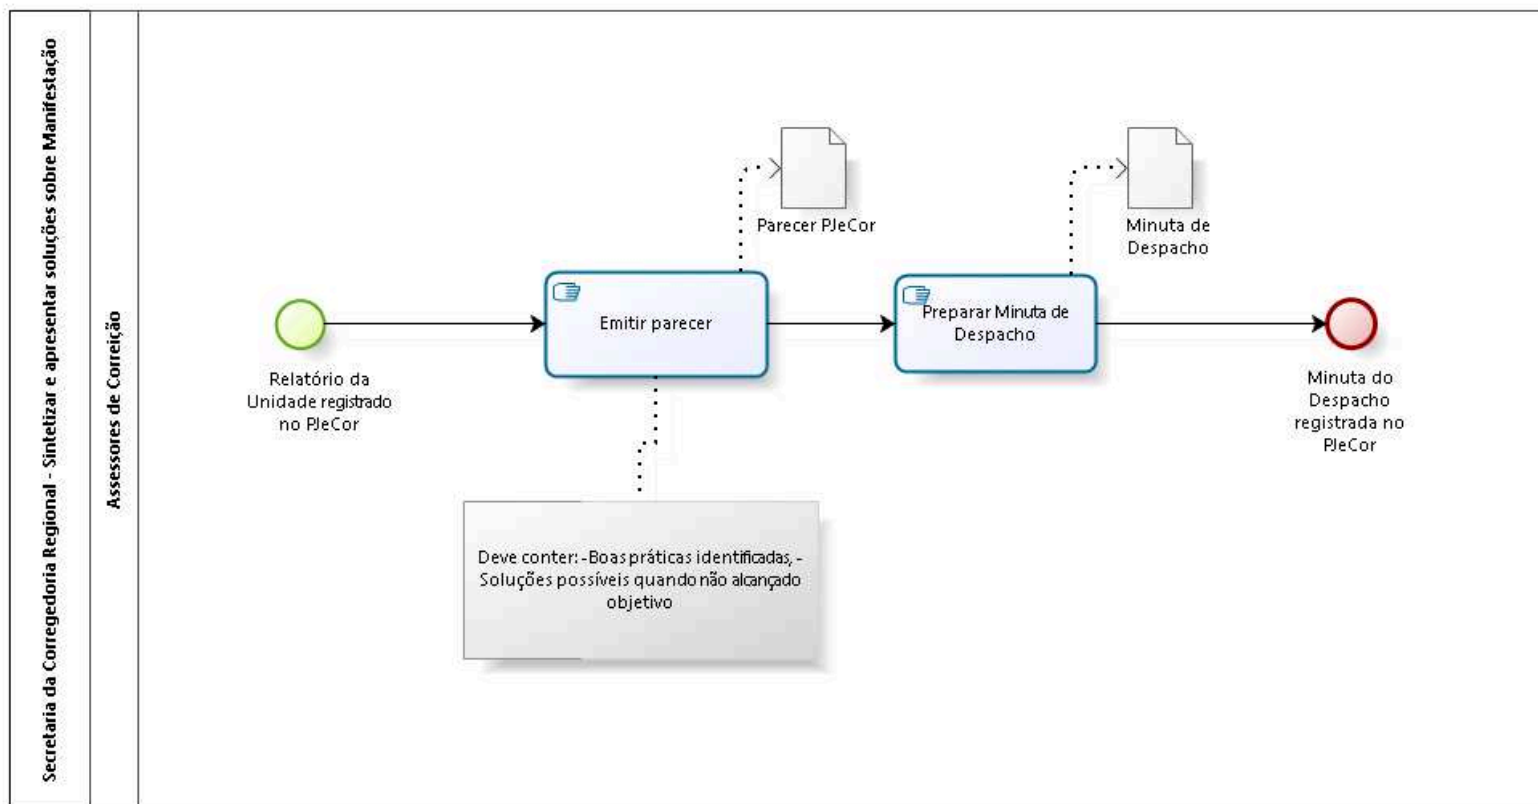 Secretaria da Corregedoria Regional - Sintetizar e apresentar soluções sobre Manifestação
Assessores de Correição
Relatório da
Unidade registrado
no PJeCor
Emitir parecer
Parecer PJeCor
Deve conter: -Boas práticas identificadas, -
Soluções possíveis quando não alcançado
objetivo
Preparar Minuta de
Despacho
Minuta de
Despacho
Minuta do
Despacho
registrada no
PJeCor